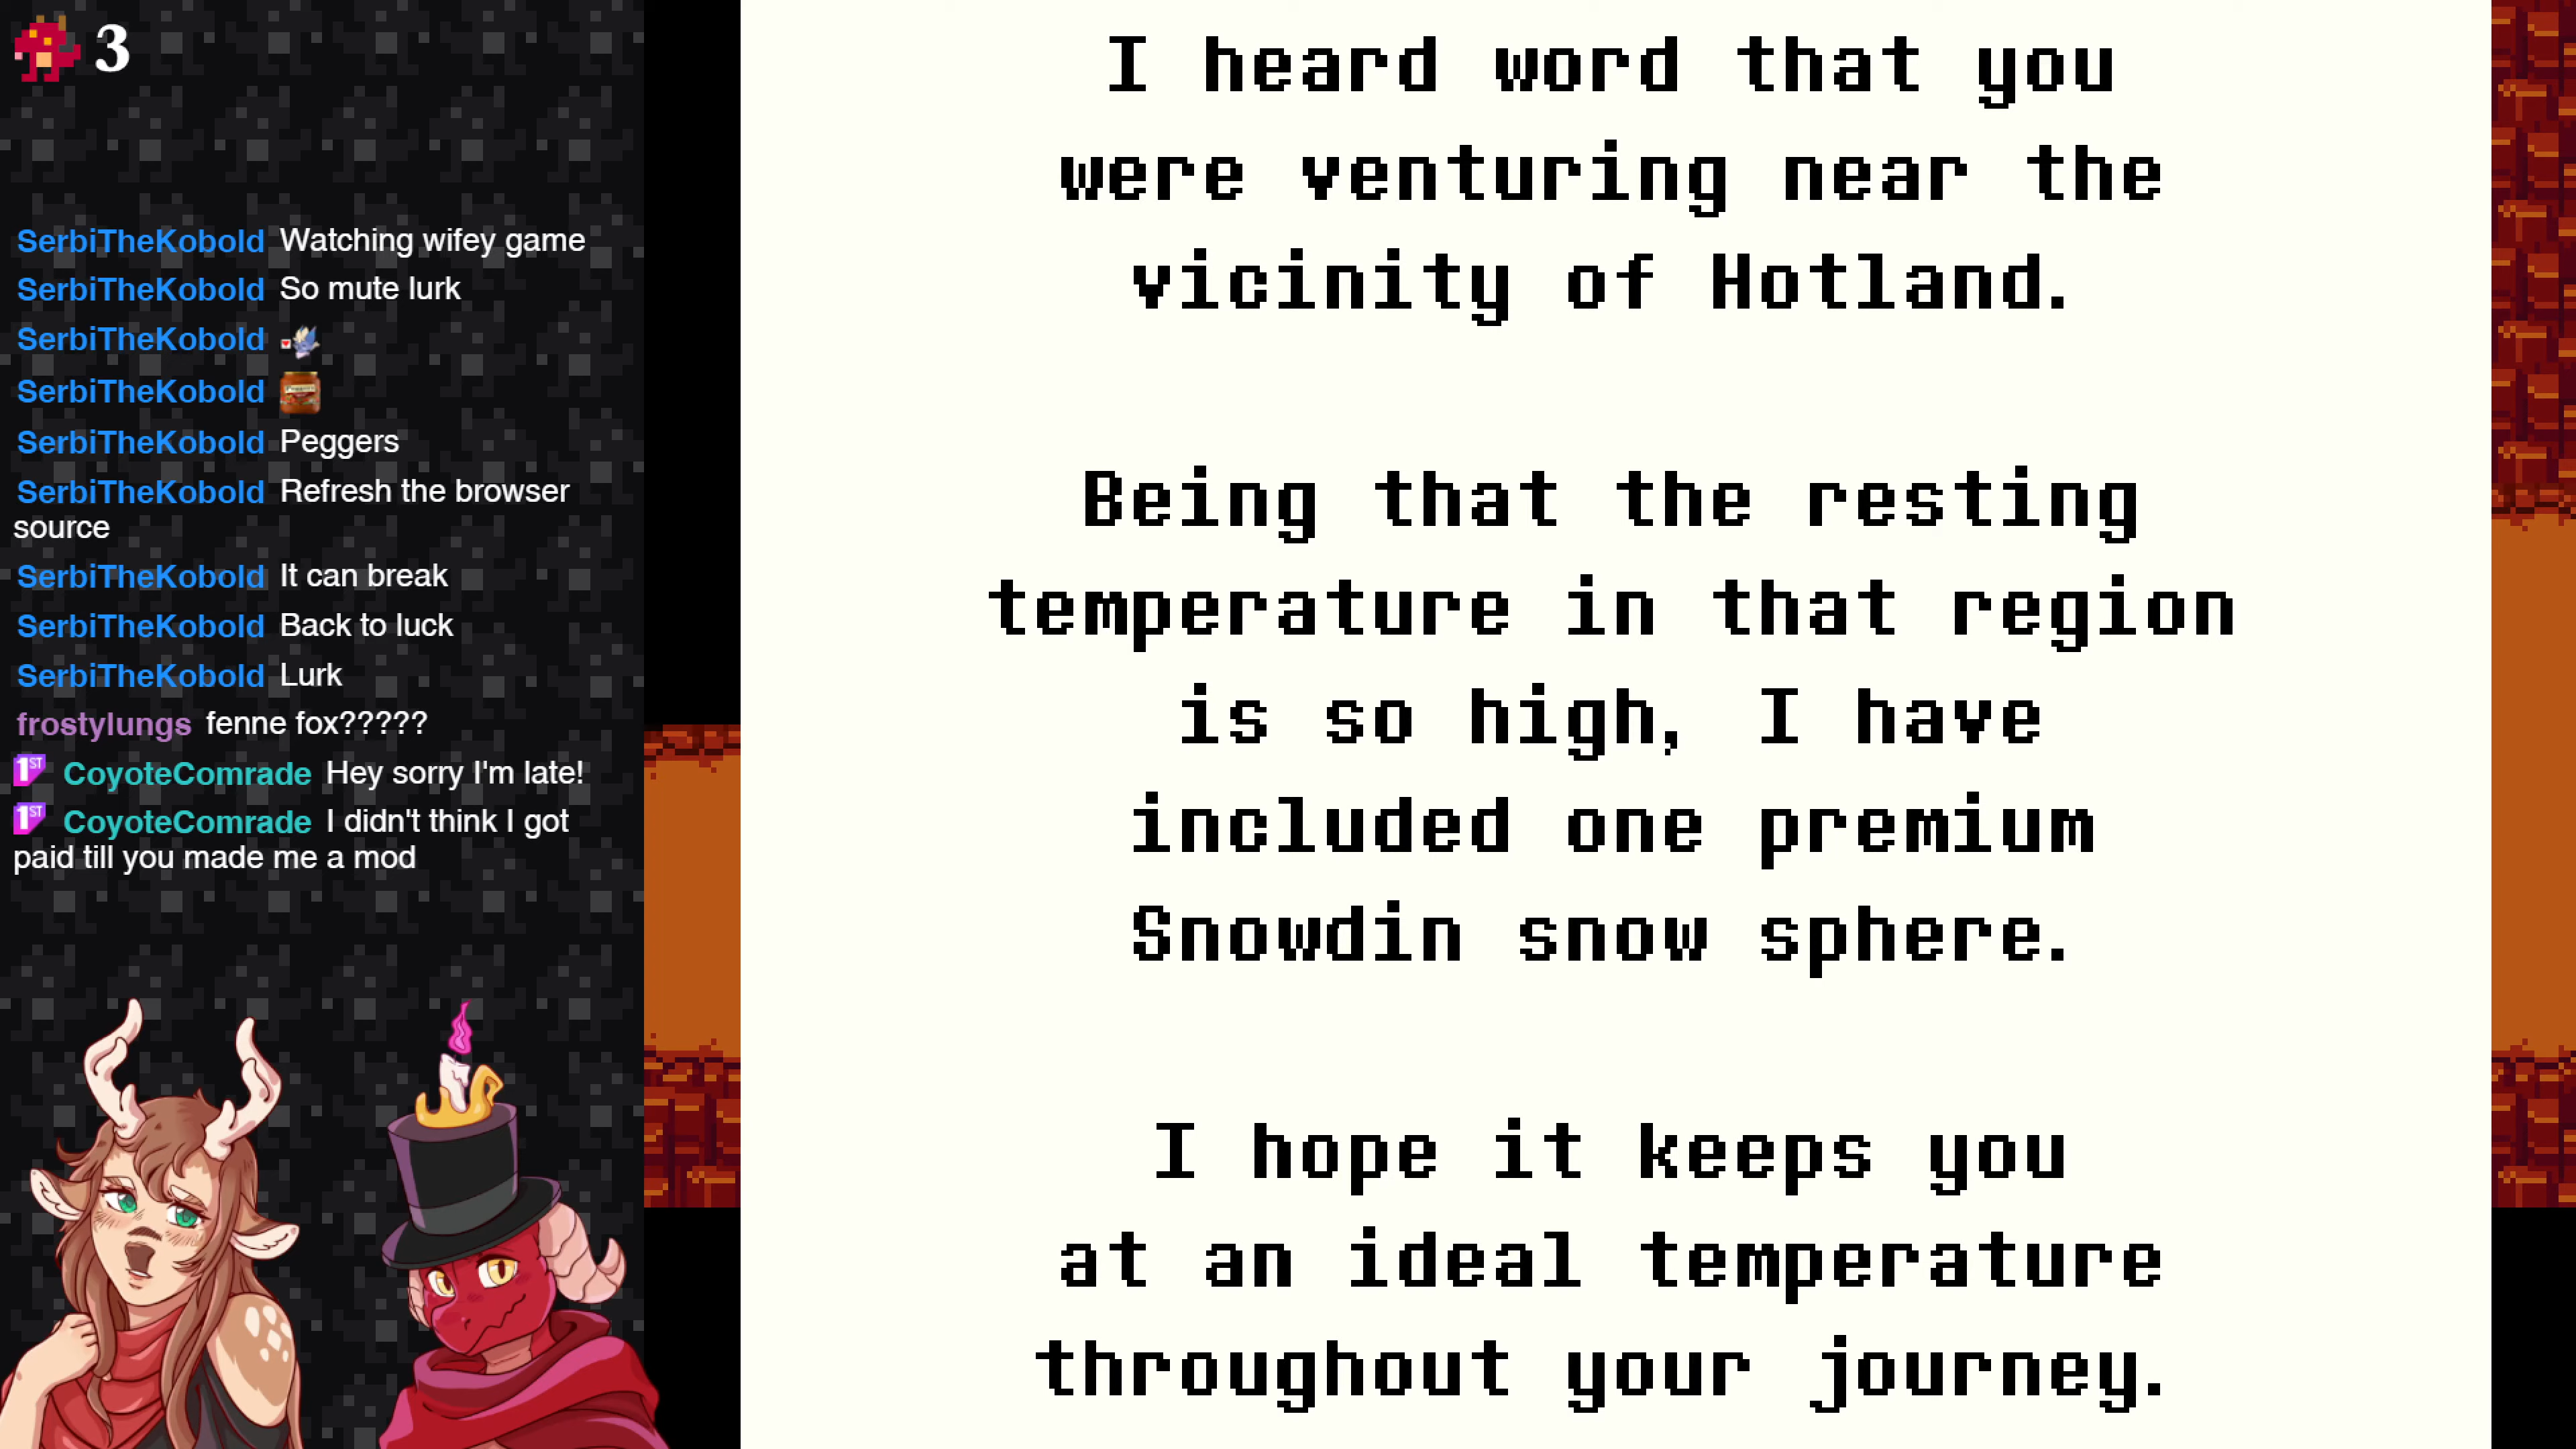 3
SerbiTheKobold Watching wifey game
SerbiTheKobold So mute lurk
SerbiTheKobold
SerbiTheKobold
SerbiTheKobold Peggers
SerbiTheKobold Refresh the browser
source
SerbiTheKobold It can break
SerbiTheKobold Back to luck
SerbiTheKobold Lurk
frostylungs fenne fox?????
1ST CoyoteComrade Hey sorry I'm late!
1ST CoyoteComrade I didn't think I got
paid till you made me a mod
I heard word that you
were venturing near the
vicinity of Hotland.
Being that the resting
temperature in that region
is so high, I have
included one premium
Snowdin snow sphere.
I hope it keeps you
at an ideal temperature
throughout your journey.